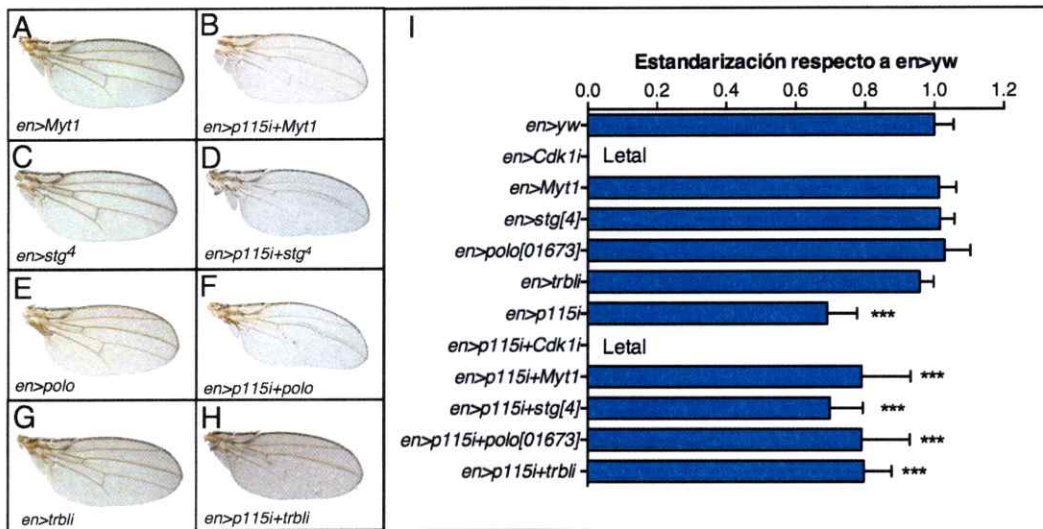 A
en>Myt1
B
en>p115i+Myt1
C
en>stg4
D
en>p115i+stg4
E
en>polo
F
en>p115i+polo
G
en>trbli
H
en>p115i+trbli
I
Estandarización respecto a en>yw
0.0 0.2 0.4 0.6 0.8 1.0 1.2
en>yw
en>Cdk1i Letal
en>Myt1
en>stg[4]
en>polo[01673]
en>trbli
en>p115i ***
en>p115i+Cdk1i Letal
en>p115i+Myt1 ***
en>p115i+stg[4] ***
en>p115i+polo[01673] ***
en>p115i+trbli ***